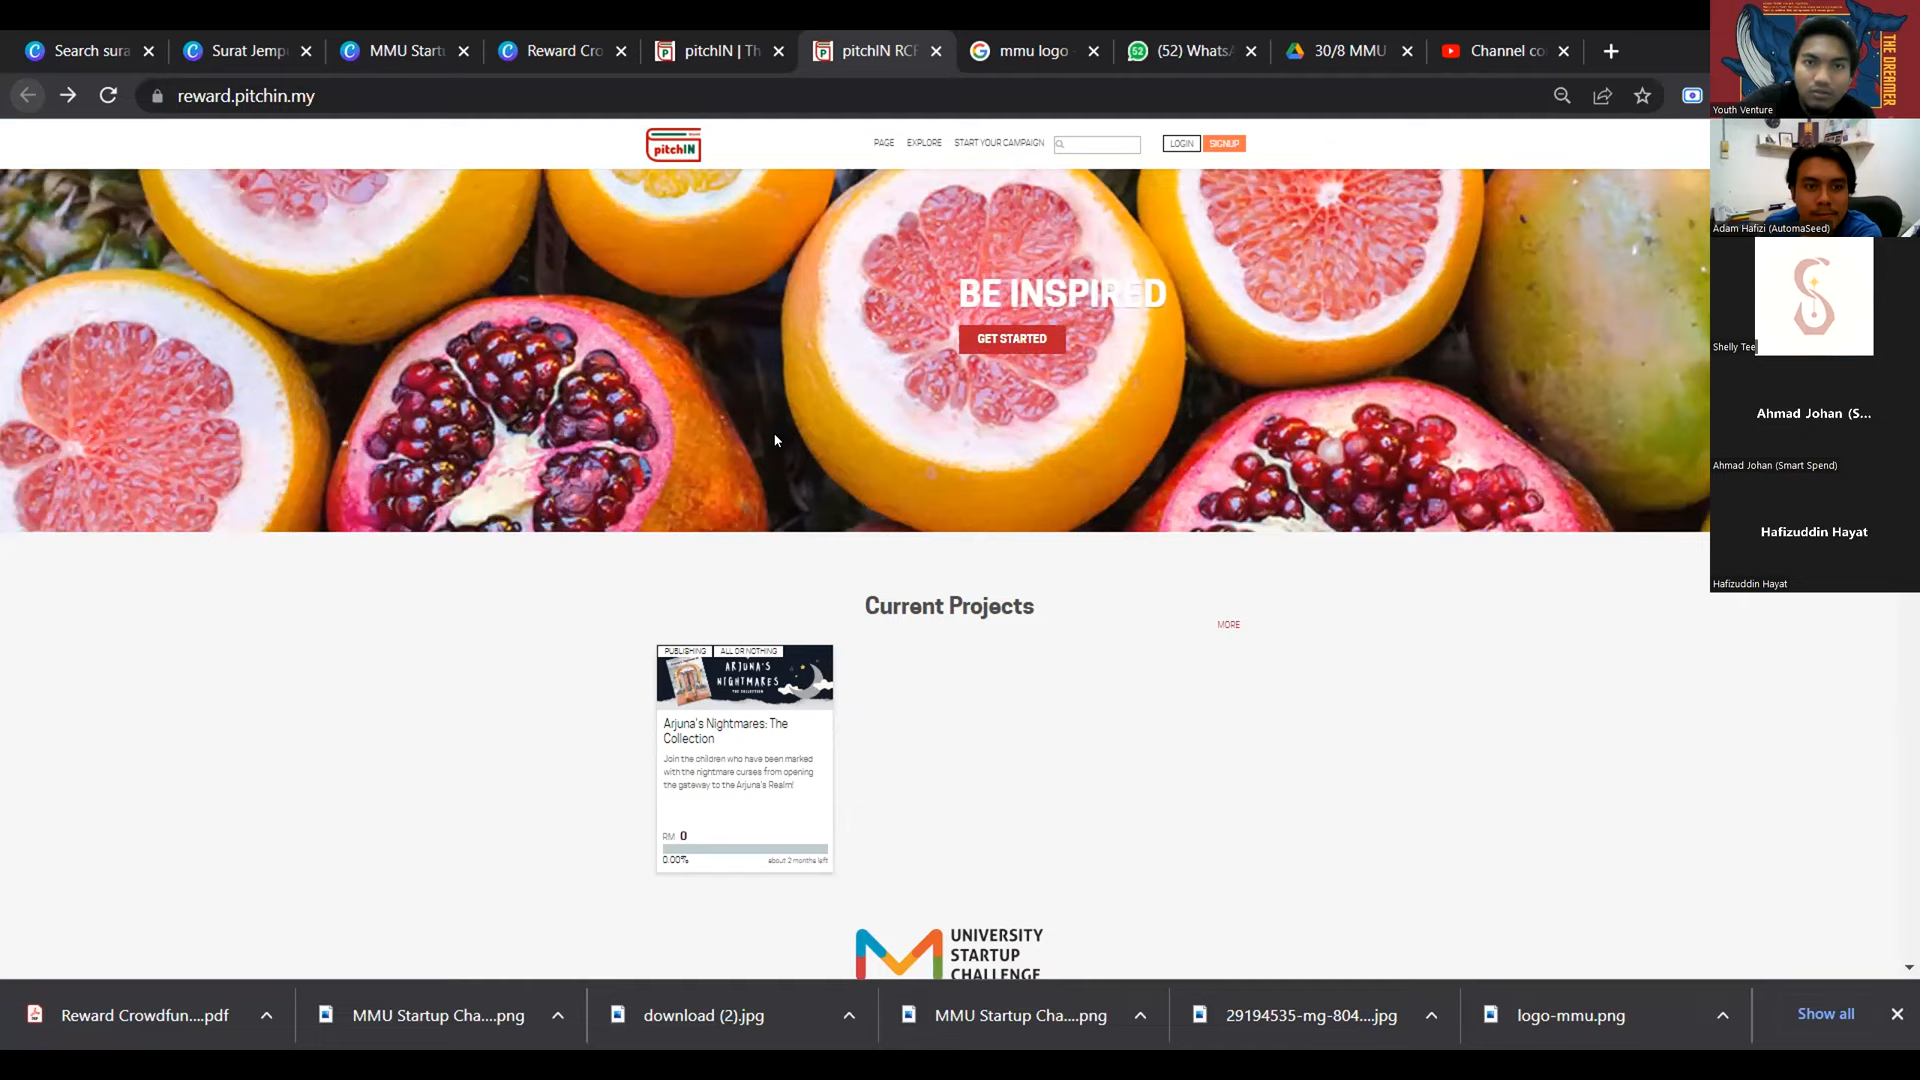 Search sura
Surat Jemp
MMU Start
Reward Cro
pitchIN | Th
pitchIN RCF
mmu logo
(52) Whats
30/8 MMU
Channel co
reward.pitchin.my
pitchIN
PAGE
EXPLORE
START YOUR CAMPAIGN
LOGIN
SIGNUP
BE INSPIRED
GET STARTED
Current Projects
MORE
PUBLISHING
ALL OR NOTHING
ARJUNA'S
NIGHTMARES
THE COLLECTION
Arjuna's Nightmares: The
Collection
Join the children who have been marked
with the nightmare curses from opening
the gateway to the Arjuna's Realm!
RM 0
0.00%
about 2 months left
UNIVERSITY
STARTUP
CHALLENGE
THE DREAMER
Youth Venture
Adam Hafizi (AutomaSeed)
Shelly Tee
Ahmad Johan (S...
Ahmad Johan (Smart Spend)
Hafizuddin Hayat
Hafizuddin Hayat
Reward Crowdfun....pdf
MMU Startup Cha....png
download (2).jpg
MMU Startup Cha....png
29194535-mg-804....jpg
logo-mmu.png
Show all